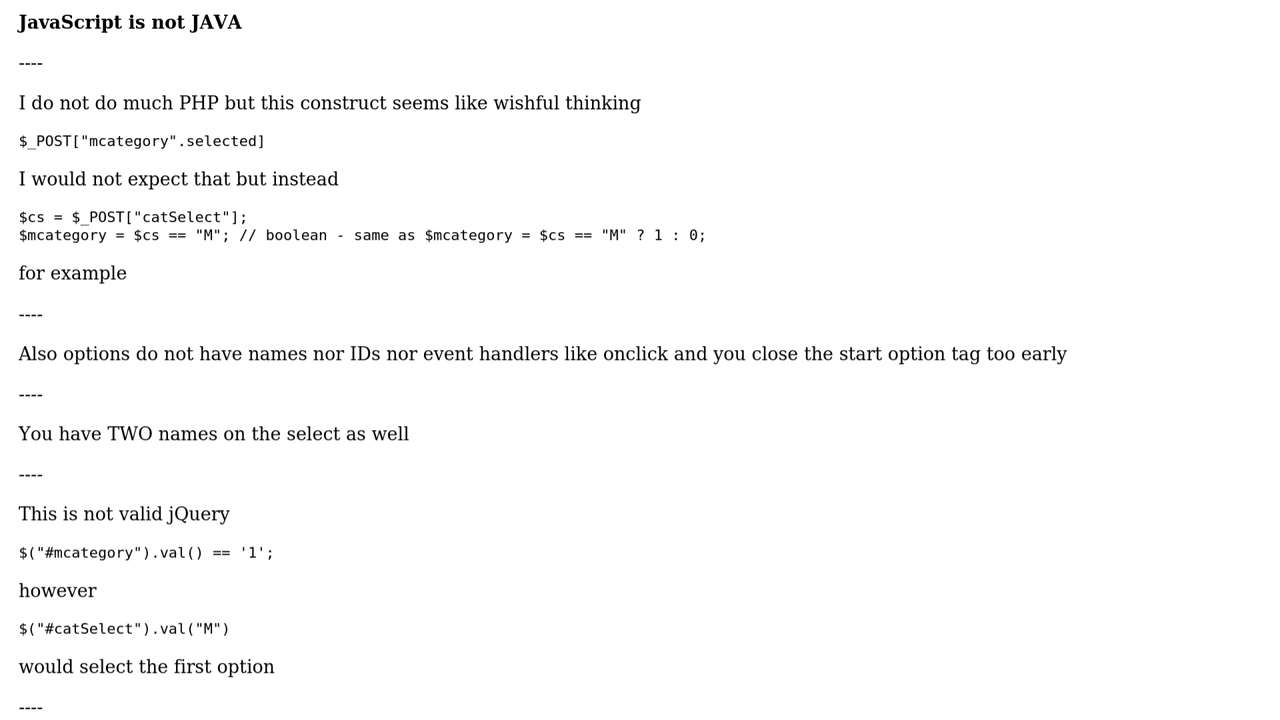 JavaScript is not JAVA
----
I do not do much PHP but this construct seems like wishful thinking
$_POST["mcategory".selected]
I would not expect that but instead
$cs = $_POST["catSelect"];
$mcategory = $cs == "M"; // boolean - same as $mcategory = $cs == "M" ? 1 : 0;
for example
----
Also options do not have names nor IDs nor event handlers like onclick and you close the start option tag too early
----
You have TWO names on the select as well
----
This is not valid jQuery
$("#mcategory").val() == '1';
however
$("#catSelect").val("M")
would select the first option
----